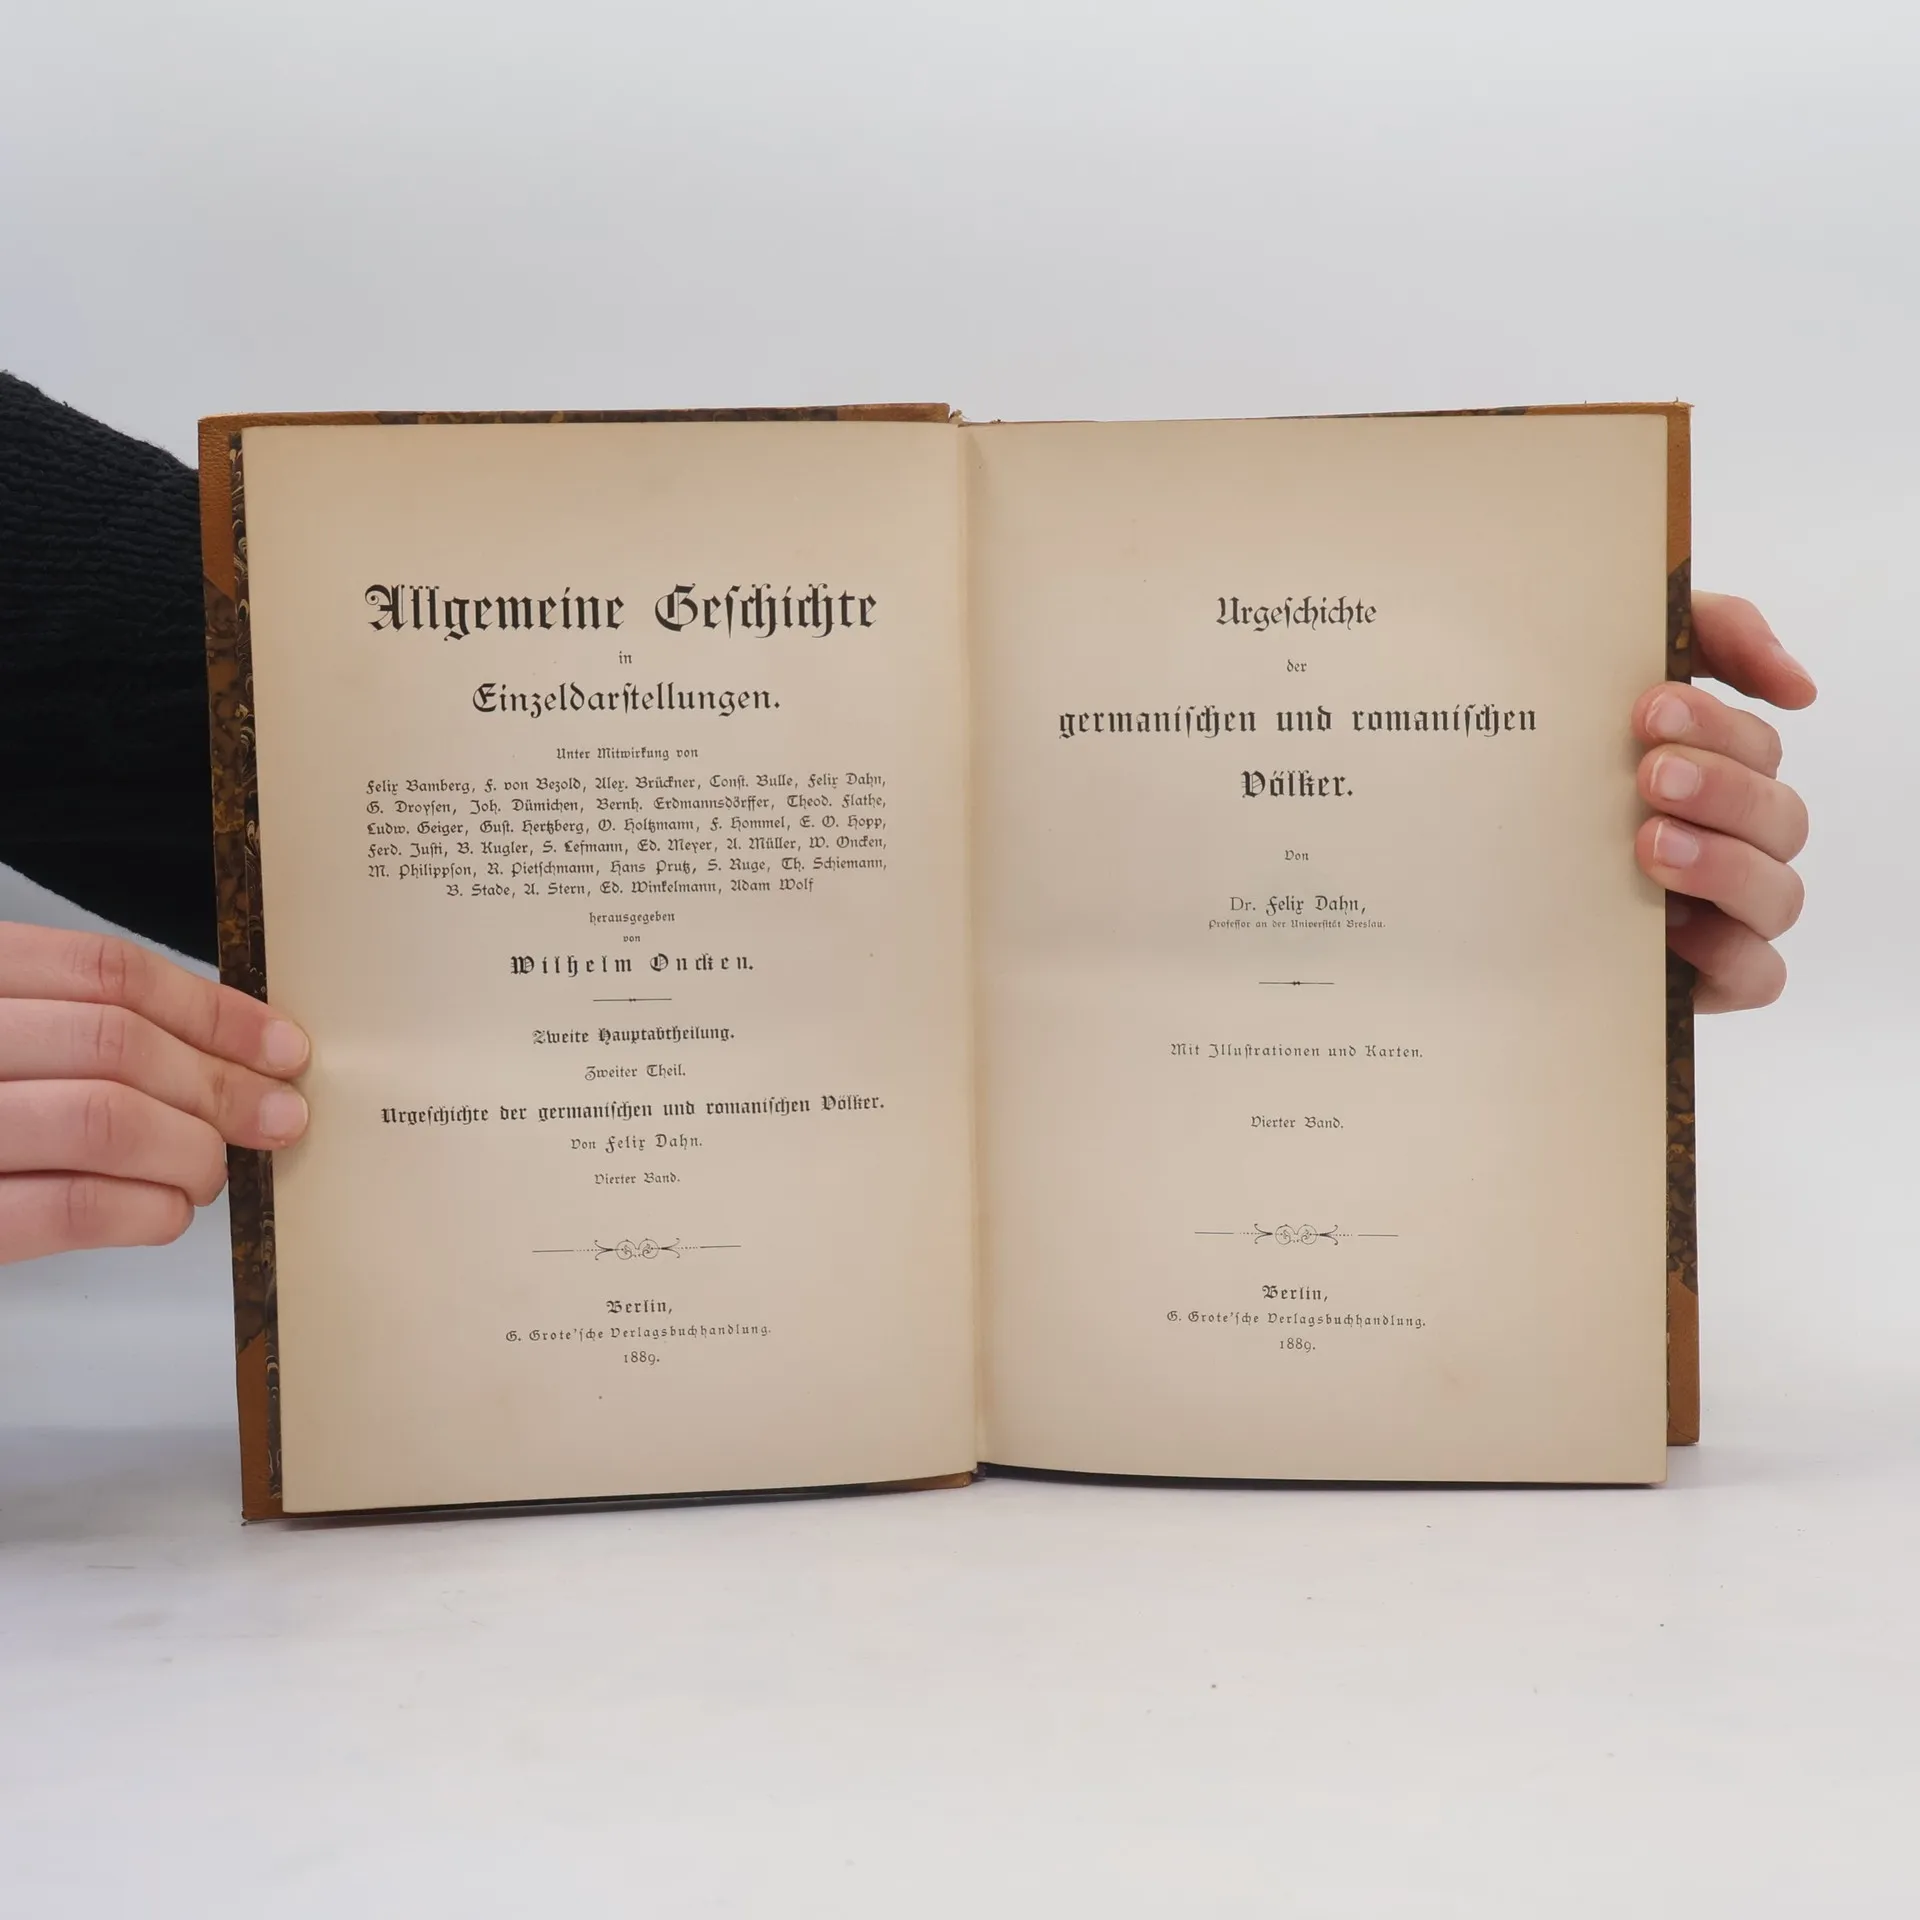 Allgemeine Geschichte
in
Einzeldarstellungen.
Unter Mitwirkung von
Felix Bamberg, F. von Bezold, Alex. Brückner, Const. Bulle, Felix Dahn,
G. Droysen, Joh. Dümichen, Bernh. Erdmannsdörffer, Theod. Flathe,
Ludw. Geiger, Gust. Hertzberg, O. Holtzmann, F. Hommel, E. O. Hopp,
Ferd. Justi, B. Kugler, S. Lefmann, Ed. Meyer, A. Müller, W. Oncken,
M. Philippson, R. Pietschmann, Hans Prutz, S. Ruge, Th. Schiemann,
B. Stade, A. Stern, Ed. Winkelmann, Adam Wolf
herausgegeben
von
Wilhelm Oncken.
Zweite Hauptabtheilung.
Zweiter Theil.
Urgeschichte der germanischen und romanischen Völker.
Von Felix Dahn.
Vierter Band.
Berlin,
G. Grote'sche Verlagsbuchhandlung.
1889.
Urgeschichte
der
germanischen und romanischen
Völker.
Von
Dr. Felix Dahn,
Professor an der Universität Breslau.
Mit Illustrationen und Karten.
Vierter Band.
Berlin,
G. Grote'sche Verlagsbuchhandlung.
1889.